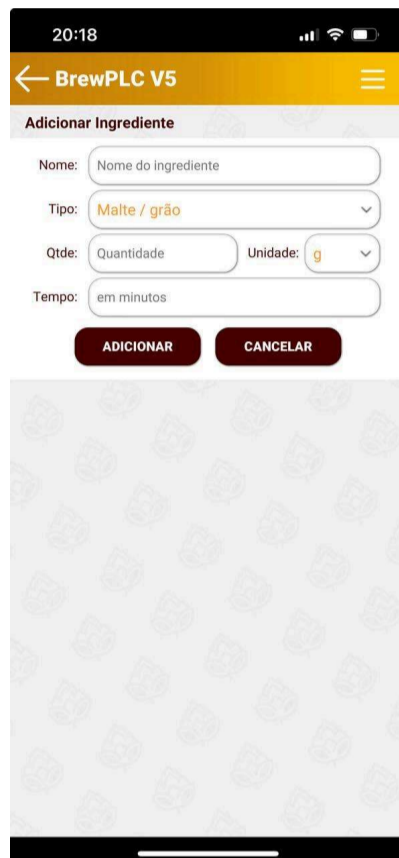 20:18
BrewPLC V5
Adicionar Ingrediente
Nome: Nome do ingrediente
Tipo: Malte / grão
Qtde: Quantidade Unidade: g
Tempo: em minutos
ADICIONAR CANCELAR